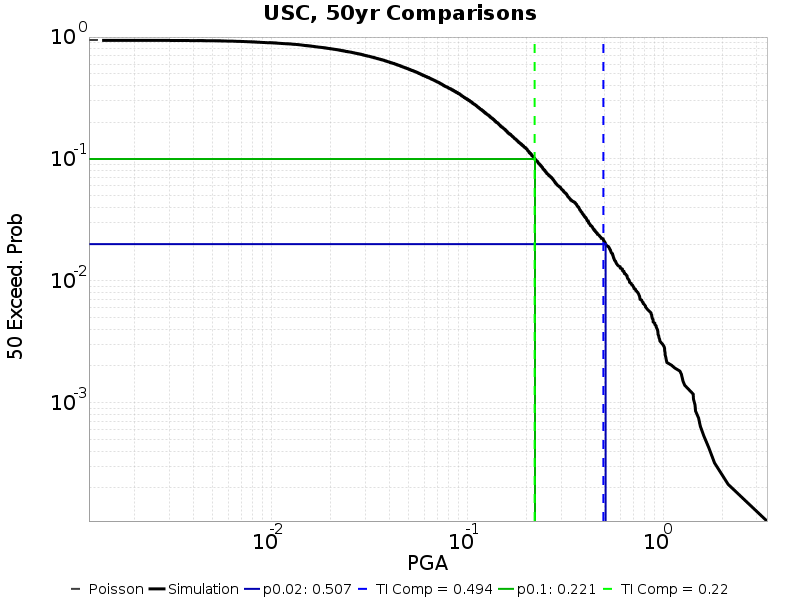 USC, 50yr Comparisons
10^0
10^-1
10^-2
10^-3
50 Exceed. Prob
10^-2 10^-1 10^0
PGA
Poisson Simulation p0.02: 0.507 TI Comp = 0.494 p0.1: 0.221 TI Comp = 0.22